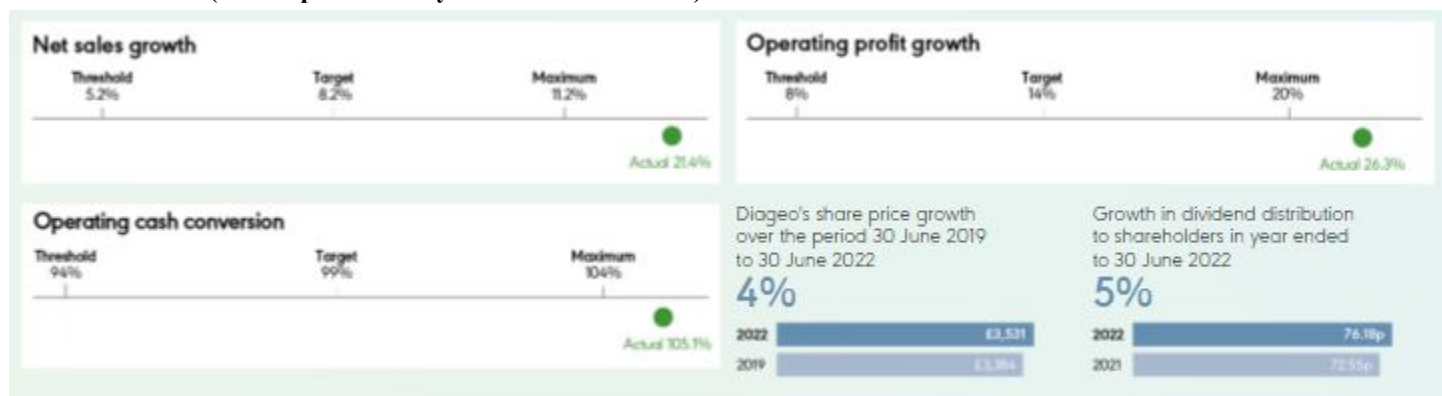 Net sales growth
Threshold Target Maximum
5.2% 8.2% 11.2%
Actual 21.4%
Operating profit growth
Threshold Target Maximum
8% 14% 20%
Actual 26.3%
Operating cash conversion
Threshold Target Maximum
94% 99% 104%
Actual 105.1%
Diageo's share price growth
over the period 30 June 2019
to 30 June 2022
4%
2022 £3,531
2019 £3,384
Growth in dividend distribution
to shareholders in year ended
to 30 June 2022
5%
2022 76.18p
2021 72.55p